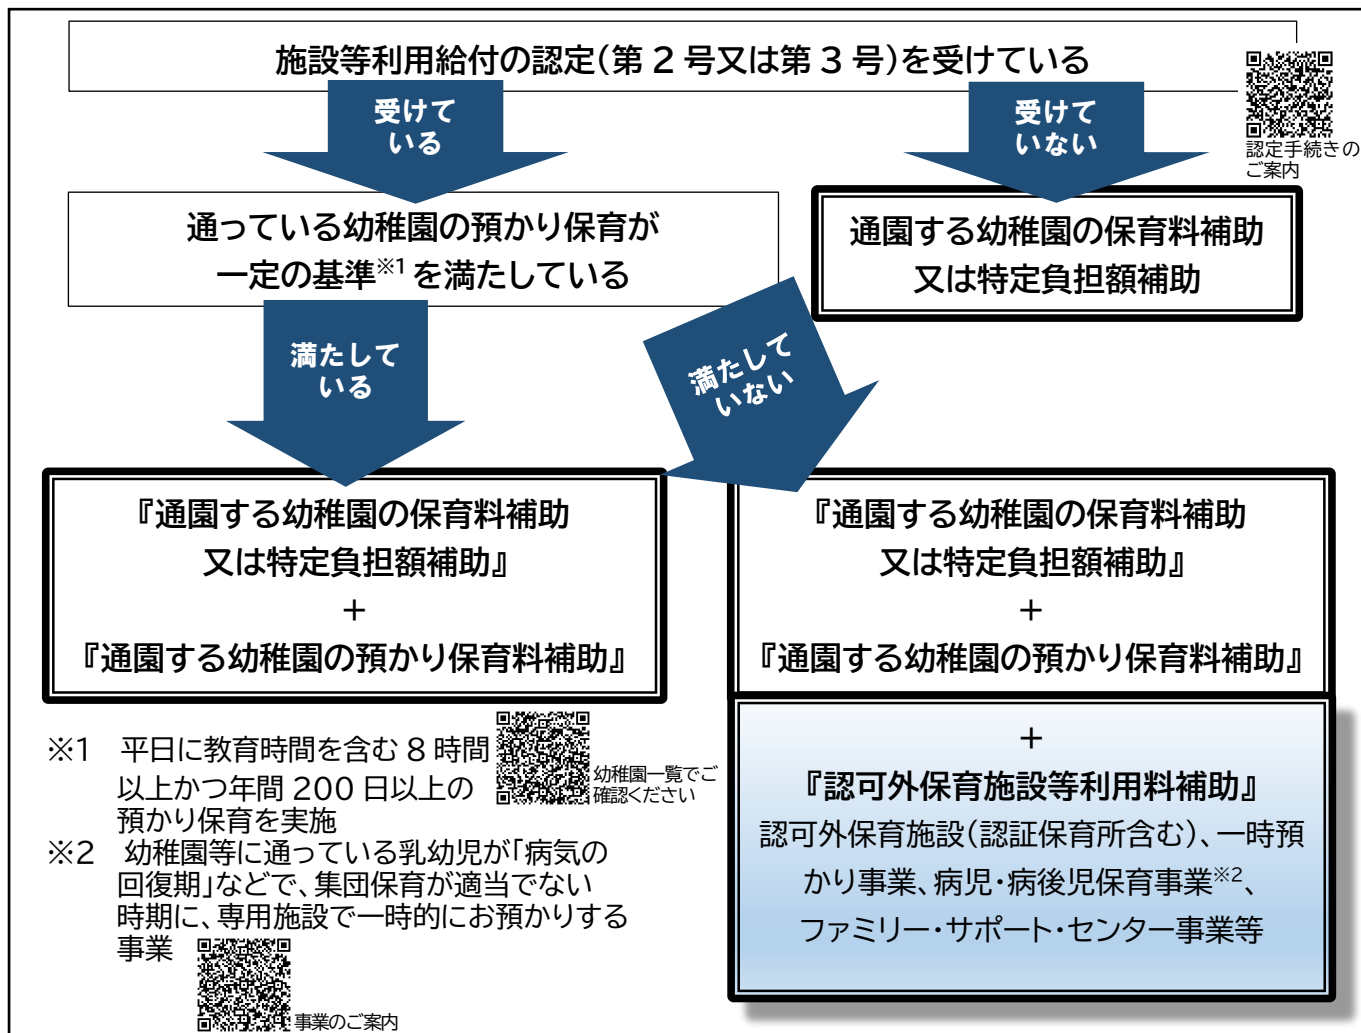 施設等利用給付の認定(第2号又は第3号)を受けている
受けて
いる
受けて
いない
認定手続きの
ご案内
通っている幼稚園の預かり保育が
一定の基準※1を満たしている
通園する幼稚園の保育料補助
又は特定負担額補助
満たして
いる
満たして
いない
『通園する幼稚園の保育料補助
又は特定負担額補助』
+
『通園する幼稚園の預かり保育料補助』
『通園する幼稚園の保育料補助
又は特定負担額補助』
+
『通園する幼稚園の預かり保育料補助』
+
『認可外保育施設等利用料補助』
認可外保育施設(認証保育所含む)、一時預
かり事業、病児・病後児保育事業※2、
ファミリー・サポート・センター事業等
※1 平日に教育時間を含む8時間
以上かつ年間200日以上の
預かり保育を実施
幼稚園一覧でご
確認ください
※2 幼稚園等に通っている乳幼児が「病気の
回復期」などで、集団保育が適当でない
時期に、専用施設で一時的にお預かりする
事業
事業のご案内